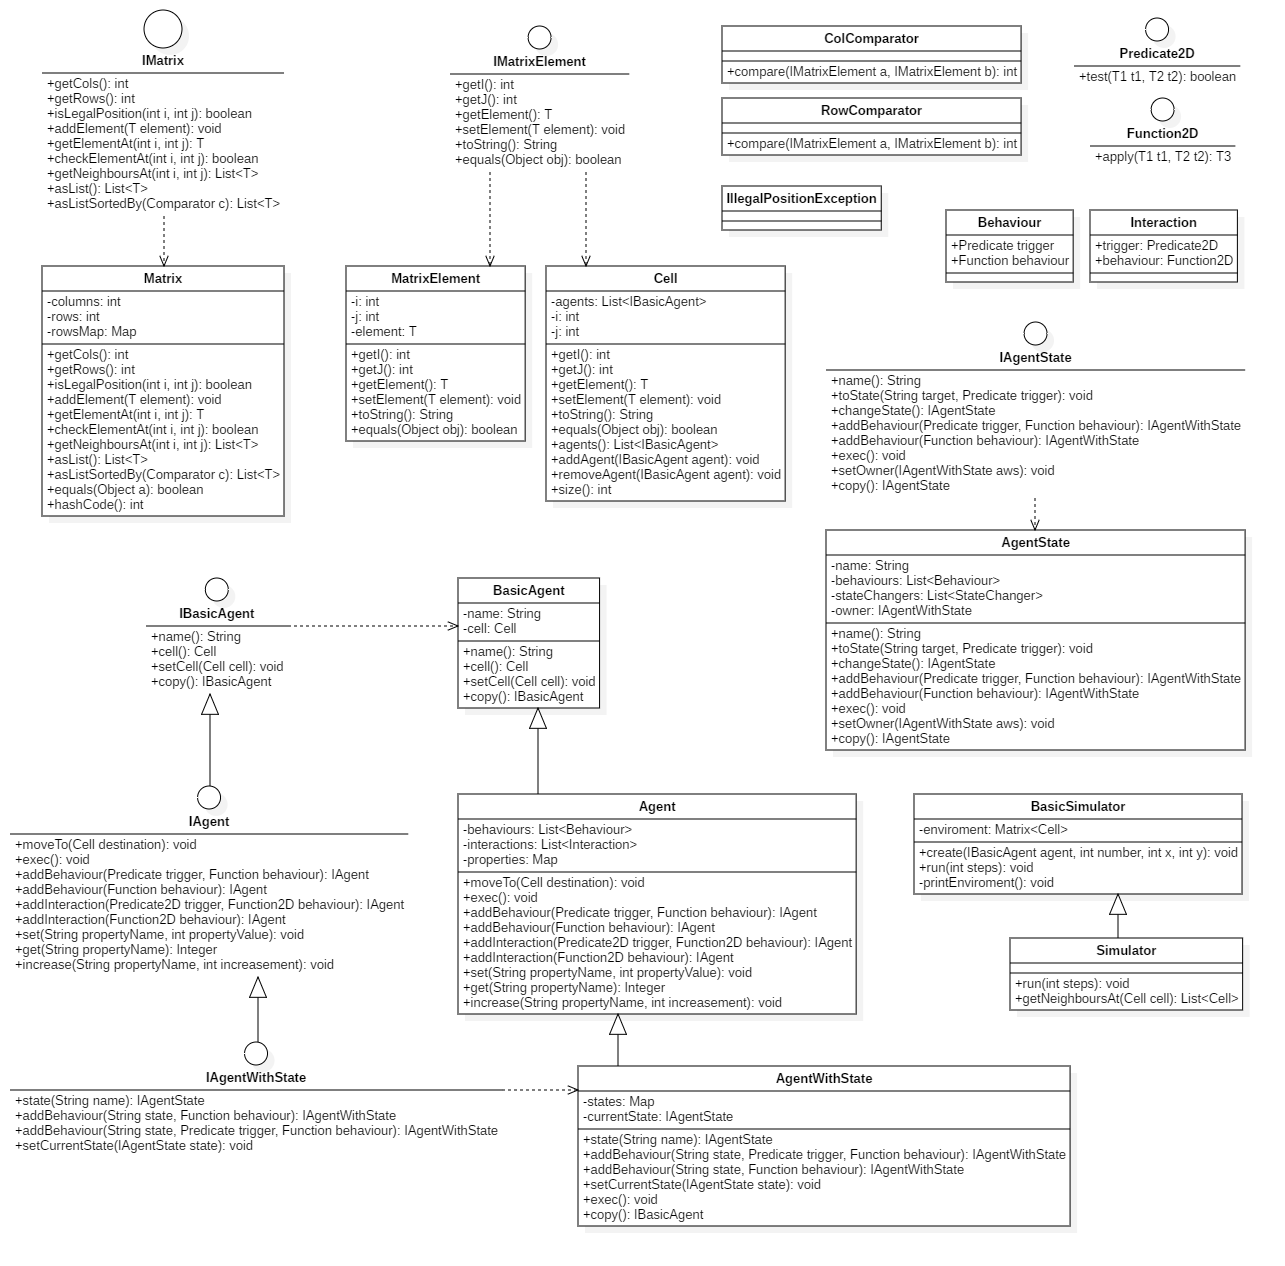 IMatrix
+getCols(): int
+getRows(): int
+isLegalPosition(int i, int j): boolean
+addElement(T element): void
+getElementAt(int i, int j): T
+checkElementAt(int i, int j): boolean
+getNeighboursAt(int i, int j): List<T>
+asList(): List<T>
+asListSortedBy(Comparator c): List<T>
IMatrixElement
+getI(): int
+getJ(): int
+getElement(): T
+setElement(T element): void
+toString(): String
+equals(Object obj): boolean
ColComparator
+compare(IMatrixElement a, IMatrixElement b): int
RowComparator
+compare(IMatrixElement a, IMatrixElement b): int
Predicate2D
+test(T1 t1, T2 t2): boolean
Function2D
+apply(T1 t1, T2 t2): T3
IllegalPositionException
Behaviour
+Predicate trigger
+Function behaviour
Interaction
+trigger: Predicate2D
+behaviour: Function2D
Matrix
-columns: int
-rows: int
-rowsMap: Map
+getCols(): int
+getRows(): int
+isLegalPosition(int i, int j): boolean
+addElement(T element): void
+getElementAt(int i, int j): T
+checkElementAt(int i, int j): boolean
+getNeighboursAt(int i, int j): List<T>
+asList(): List<T>
+asListSortedBy(Comparator c): List<T>
+equals(Object a): boolean
+hashCode(): int
MatrixElement
-i: int
-j: int
-element: T
+getI(): int
+getJ(): int
+getElement(): T
+setElement(T element): void
+toString(): String
+equals(Object obj): boolean
Cell
-agents: List<IBasicAgent>
-i: int
-j: int
+getI(): int
+getJ(): int
+getElement(): T
+setElement(T element): void
+toString(): String
+equals(Object obj): boolean
+agents(): List<IBasicAgent>
+addAgent(IBasicAgent agent): void
+removeAgent(IBasicAgent agent): void
+size(): int
IAgentState
+name(): String
+toState(String target, Predicate trigger): void
+changeState(): IAgentState
+addBehaviour(Predicate trigger, Function behaviour): IAgentWithState
+addBehaviour(Function behaviour): IAgentWithState
+exec(): void
+setOwner(IAgentWithState aws): void
+copy(): IAgentState
AgentState
-name: String
-behaviours: List<Behaviour>
-stateChangers: List<StateChanger>
-owner: IAgentWithState
+name(): String
+toState(String target, Predicate trigger): void
+changeState(): IAgentState
+addBehaviour(Predicate trigger, Function behaviour): IAgentWithState
+addBehaviour(Function behaviour): IAgentWithState
+exec(): void
+setOwner(IAgentWithState aws): void
+copy(): IAgentState
IBasicAgent
+name(): String
+cell(): Cell
+setCell(Cell cell): void
+copy(): IBasicAgent
BasicAgent
-name: String
-cell: Cell
+name(): String
+cell(): Cell
+setCell(Cell cell): void
+copy(): IBasicAgent
IAgent
+moveTo(Cell destination): void
+exec(): void
+addBehaviour(Predicate trigger, Function behaviour): IAgent
+addBehaviour(Function behaviour): IAgent
+addInteraction(Predicate2D trigger, Function2D behaviour): IAgent
+addInteraction(Function2D behaviour): IAgent
+set(String propertyName, int propertyValue): void
+get(String propertyName): Integer
+increase(String propertyName, int increasement): void
Agent
-behaviours: List<Behaviour>
-interactions: List<Interaction>
-properties: Map
+moveTo(Cell destination): void
+exec(): void
+addBehaviour(Predicate trigger, Function behaviour): IAgent
+addBehaviour(Function behaviour): IAgent
+addInteraction(Predicate2D trigger, Function2D behaviour): IAgent
+addInteraction(Function2D behaviour): IAgent
+set(String propertyName, int propertyValue): void
+get(String propertyName): Integer
+increase(String propertyName, int increasement): void
BasicSimulator
-enviroment: Matrix<Cell>
+create(IBasicAgent agent, int number, int x, int y): void
+run(int steps): void
-printEnviroment(): void
Simulator
+run(int steps): void
+getNeighboursAt(Cell cell): List<Cell>
IAgentWithState
+state(String name): IAgentState
+addBehaviour(String state, Function behaviour): IAgentWithState
+addBehaviour(String state, Predicate trigger, Function behaviour): IAgentWithState
+setCurrentState(IAgentState state): void
AgentWithState
-states: Map
-currentState: IAgentState
+state(String name): IAgentState
+addBehaviour(String state, Predicate trigger, Function behaviour): IAgentWithState
+addBehaviour(String state, Function behaviour): IAgentWithState
+setCurrentState(IAgentState state): void
+exec(): void
+copy(): IBasicAgent